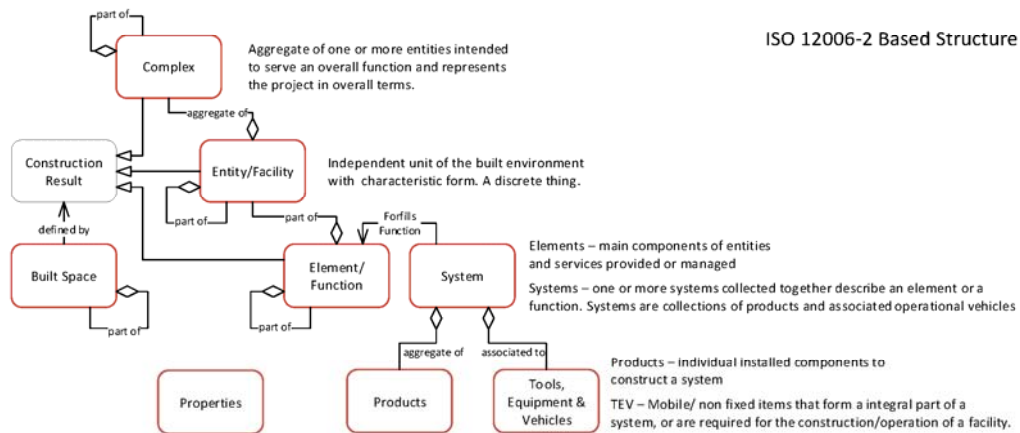 part of
ISO 12006-2 Based Structure
Complex
Aggregate of one or more entities intended
to serve an overall function and represents
the project in overall terms.
aggregate of
Construction
Result
Entity/Facility
Independent unit of the built environment
with characteristic form. A discrete thing.
part of
part of
Forfills
Function
defined by
Built Space
part of
Element/
Function
part of
System
Elements – main components of entities
and services provided or managed
Systems – one or more systems collected together describe an element or a
function. Systems are collections of products and associated operational vehicles
aggregate of
associated to
Properties
Products
Tools,
Equipment &
Vehicles
Products – individual installed components to
construct a system
TEV – Mobile/ non fixed items that form a integral part of a
system, or are required for the construction/operation of a facility.